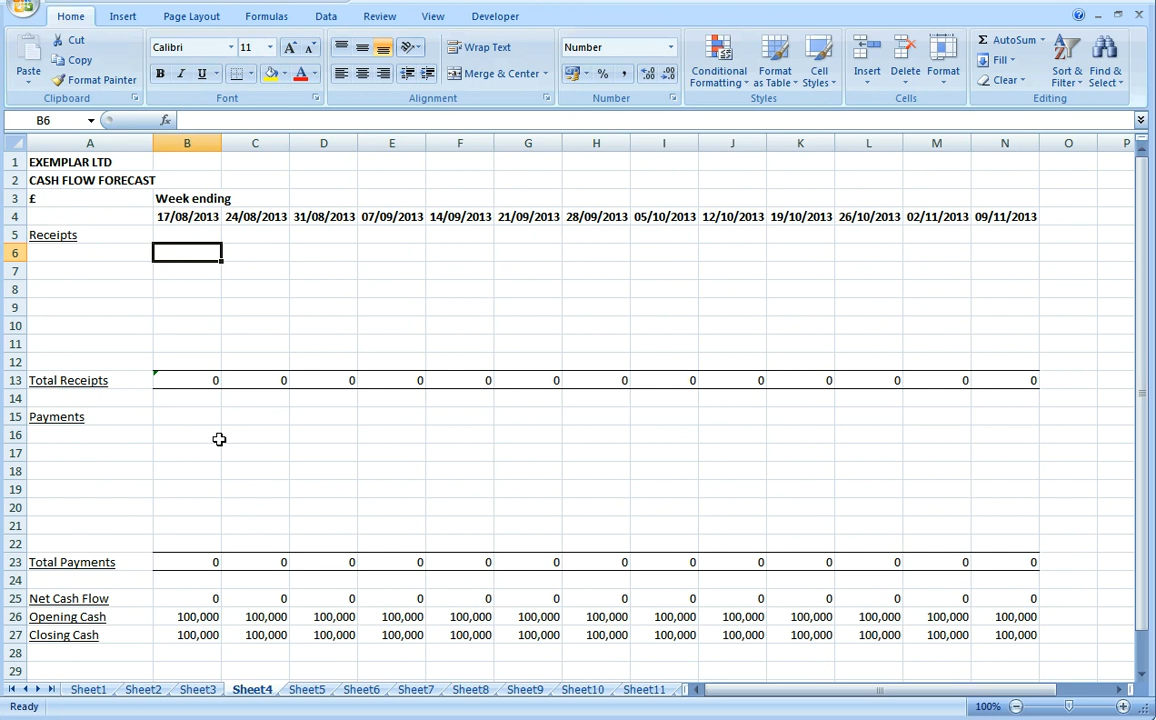 Home Insert Page Layout Formulas Data Review View Developer
Cut
Copy
Format Painter
Paste
Clipboard
Calibri 11 A A
B I U A
Font
Wrap Text
Merge & Center
Alignment
Number
% , .0 .00 .00 .0
Number
Conditional Formatting
Format as Table
Cell Styles
Styles
Insert Delete Format
Cells
Σ AutoSum
Fill
Clear
Sort & Filter
Find & Select
Editing
B6 fx
A B C D E F G H I J K L M N O P
1 EXEMPLAR LTD
2 CASH FLOW FORECAST
3 £ Week ending
4 17/08/2013 24/08/2013 31/08/2013 07/09/2013 14/09/2013 21/09/2013 28/09/2013 05/10/2013 12/10/2013 19/10/2013 26/10/2013 02/11/2013 09/11/2013
5 Receipts
6
7
8
9
10
11
12
13 Total Receipts 0 0 0 0 0 0 0 0 0 0 0 0 0
14
15 Payments
16
17
18
19
20
21
22
23 Total Payments 0 0 0 0 0 0 0 0 0 0 0 0 0
24
25 Net Cash Flow 0 0 0 0 0 0 0 0 0 0 0 0 0
26 Opening Cash 100,000 100,000 100,000 100,000 100,000 100,000 100,000 100,000 100,000 100,000 100,000 100,000 100,000
27 Closing Cash 100,000 100,000 100,000 100,000 100,000 100,000 100,000 100,000 100,000 100,000 100,000 100,000 100,000
28
29
Sheet1 Sheet2 Sheet3 Sheet4 Sheet5 Sheet6 Sheet7 Sheet8 Sheet9 Sheet10 Sheet11
Ready 100%